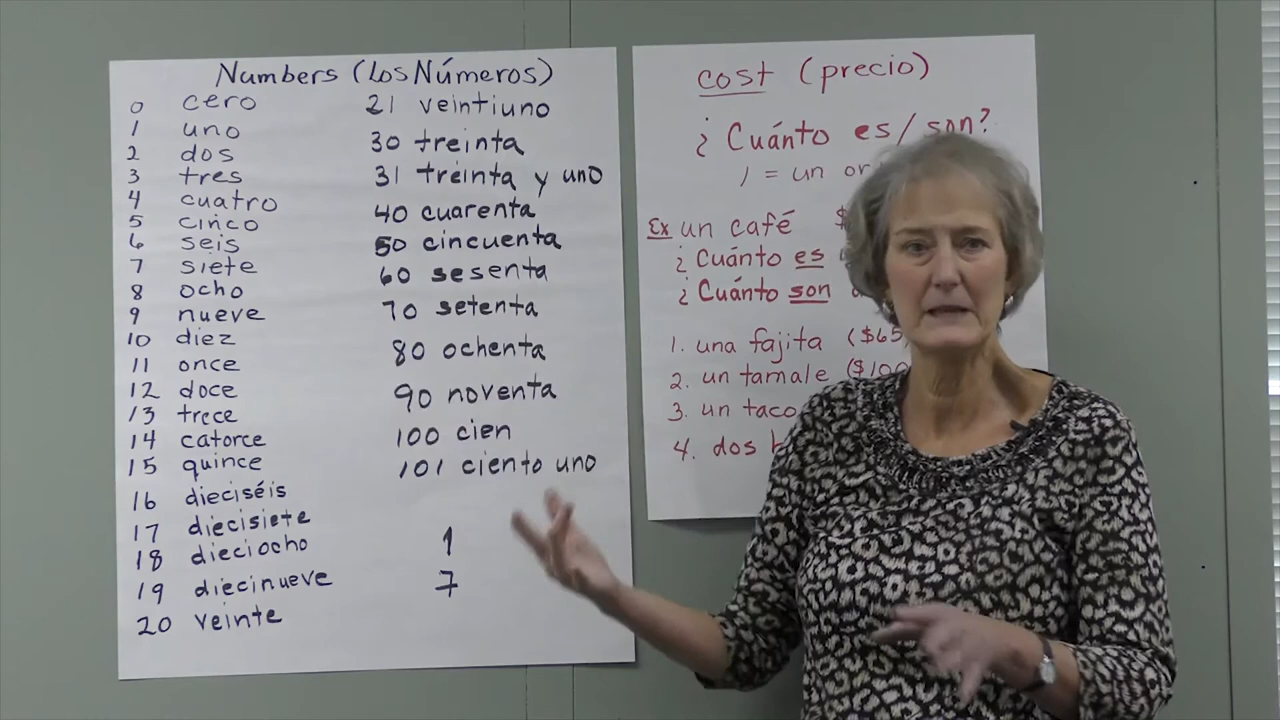 Numbers (Los Números)
0 cero
1 uno
2 dos
3 tres
4 cuatro
5 cinco
6 seis
7 siete
8 ocho
9 nueve
10 diez
11 once
12 doce
13 trece
14 catorce
15 quince
16 dieciséis
17 diecisiete
18 dieciocho
19 diecinueve
20 veinte
21 veintiuno
30 treinta
31 treinta y uno
40 cuarenta
50 cincuenta
60 sesenta
70 setenta
80 ochenta
90 noventa
100 cien
101 ciento uno
1
7
cost (precio)
¿Cuánto es/son?
1 = un
Ex un café $
¿Cuánto es
¿Cuánto son
1. una fajita ($65
2. un tamale ($100
3. un taco
4. dos